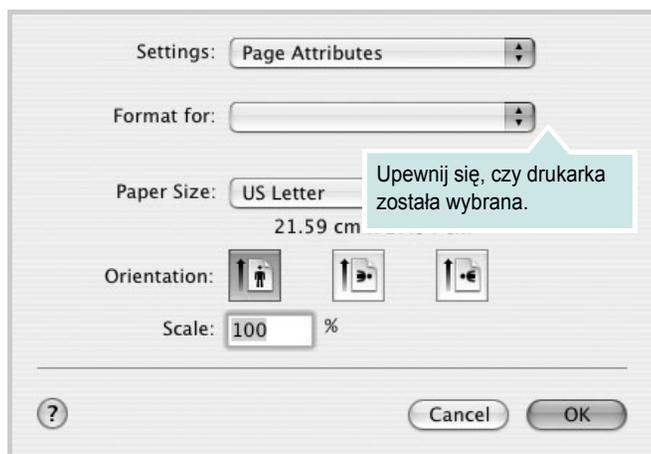 Settings: Page Attributes
Format for:
Upewnij się, czy drukarka
została wybrana.
Paper Size: US Letter
21.59 cm
Orientation:
Scale: 100 %
?
Cancel OK